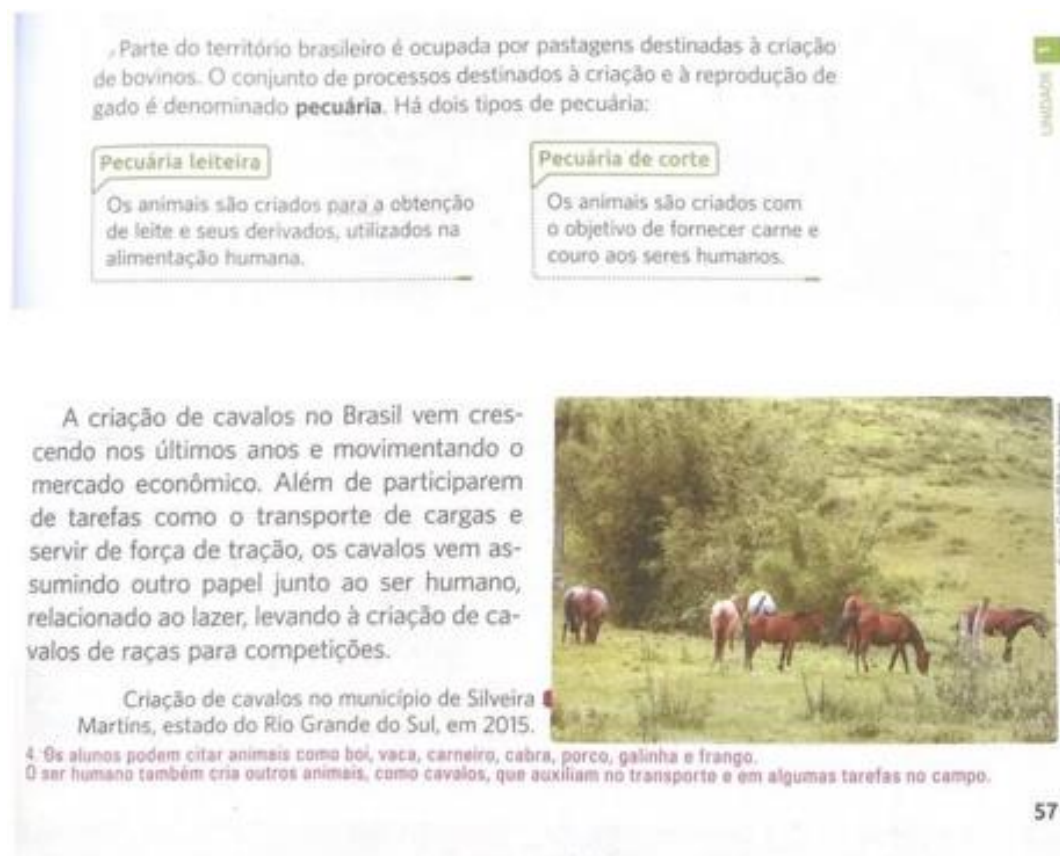 Parte do território brasileiro é ocupada por pastagens destinadas à criação
de bovinos. O conjunto de processos destinados à criação e à reprodução de
gado é denominado pecuária. Há dois tipos de pecuária:
Pecuária leiteira
Os animais são criados para a obtenção
de leite e seus derivados, utilizados na
alimentação humana.
Pecuária de corte
Os animais são criados com
o objetivo de fornecer carne e
couro aos seres humanos.
UNIDADE 1
A criação de cavalos no Brasil vem cres-
cendo nos últimos anos e movimentando o
mercado econômico. Além de participarem
de tarefas como o transporte de cargas e
servir de força de tração, os cavalos vem as-
sumindo outro papel junto ao ser humano,
relacionado ao lazer, levando à criação de ca-
valos de raças para competições.
Criação de cavalos no município de Silveira
Martins, estado do Rio Grande do Sul, em 2015.
4. Os alunos podem citar animais como boi, vaca, carneiro, cabra, porco, galinha e frango.
O ser humano também cria outros animais, como cavalos, que auxiliam no transporte e em algumas tarefas no campo.
57